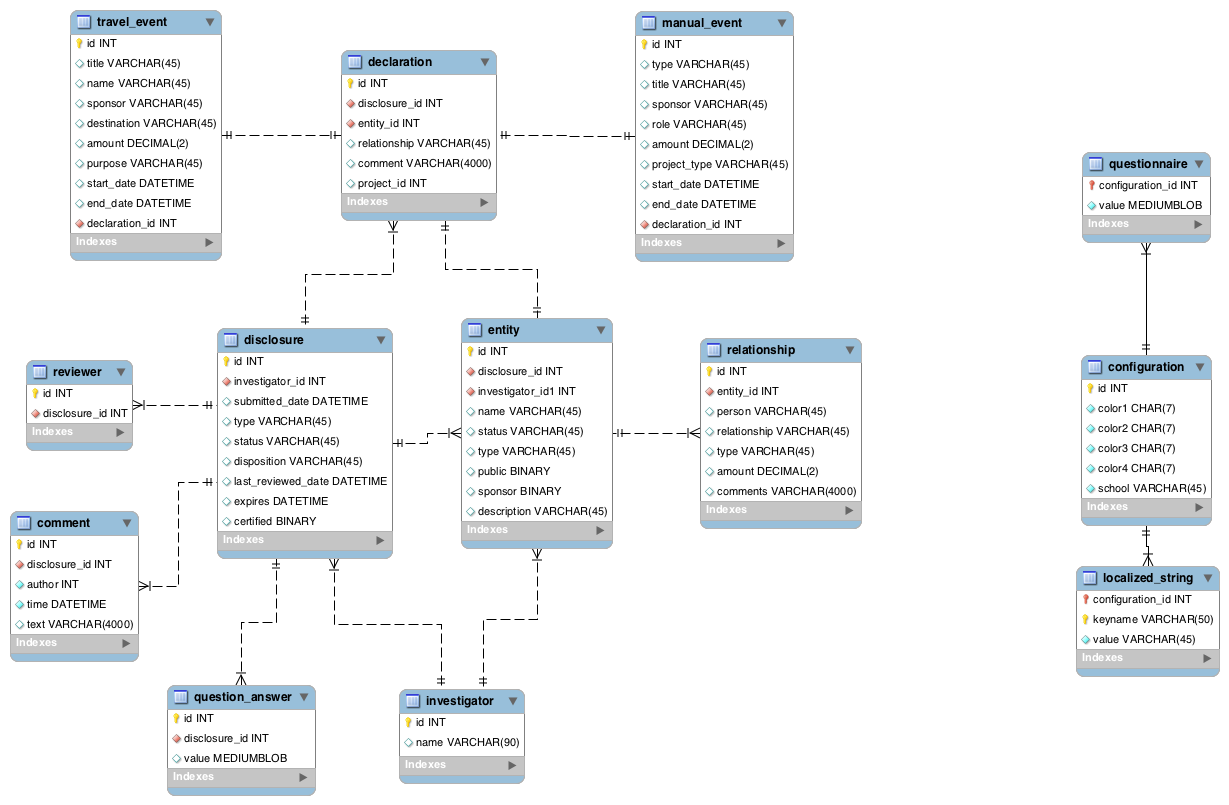 travel_event
id INT
title VARCHAR(45)
name VARCHAR(45)
sponsor VARCHAR(45)
destination VARCHAR(45)
amount DECIMAL(2)
purpose VARCHAR(45)
start_date DATETIME
end_date DATETIME
declaration_id INT
Indexes
declaration
id INT
disclosure_id INT
entity_id INT
relationship VARCHAR(45)
comment VARCHAR(4000)
project_id INT
Indexes
manual_event
id INT
type VARCHAR(45)
title VARCHAR(45)
sponsor VARCHAR(45)
role VARCHAR(45)
amount DECIMAL(2)
project_type VARCHAR(45)
start_date DATETIME
end_date DATETIME
declaration_id INT
Indexes
questionnaire
configuration_id INT
value MEDIUMBLOB
Indexes
reviewer
id INT
disclosure_id INT
Indexes
disclosure
id INT
investigator_id INT
submitted_date DATETIME
type VARCHAR(45)
status VARCHAR(45)
disposition VARCHAR(45)
last_reviewed_date DATETIME
expires DATETIME
certified BINARY
Indexes
entity
id INT
disclosure_id INT
investigator_id1 INT
name VARCHAR(45)
status VARCHAR(45)
type VARCHAR(45)
public BINARY
sponsor BINARY
description VARCHAR(45)
Indexes
relationship
id INT
entity_id INT
person VARCHAR(45)
relationship VARCHAR(45)
type VARCHAR(45)
amount DECIMAL(2)
comments VARCHAR(4000)
Indexes
configuration
id INT
color1 CHAR(7)
color2 CHAR(7)
color3 CHAR(7)
color4 CHAR(7)
school VARCHAR(45)
Indexes
comment
id INT
disclosure_id INT
author INT
time DATETIME
text VARCHAR(4000)
Indexes
localized_string
configuration_id INT
keyname VARCHAR(50)
value VARCHAR(45)
Indexes
question_answer
id INT
disclosure_id INT
value MEDIUMBLOB
Indexes
investigator
id INT
name VARCHAR(90)
Indexes